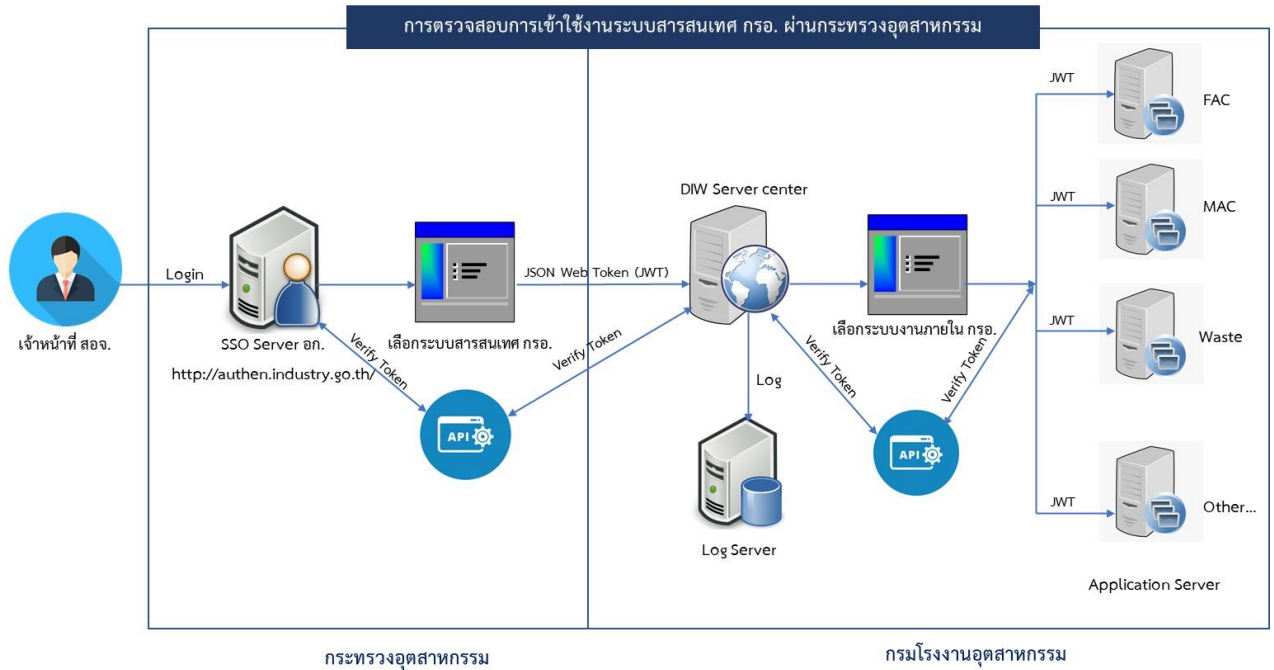 การตรวจสอบการเข้าใช้งานระบบสารสนเทศ กรอ. ผ่านกระทรวงอุตสาหกรรม
JWT
FAC
DIW Server center
JWT
MAC
Login
JSON Web Token (JWT)
เจ้าหน้าที่ สอจ.
SSO Server อก.
http://authen.industry.go.th/
เลือกระบบสารสนเทศ กรอ.
เลือกระบบงานภายใน กรอ.
JWT
Waste
Verify Token
Verify Token
Verify Token
Verify Token
Log
API
API
JWT
Other...
Log Server
Application Server
กระทรวงอุตสาหกรรม
กรมโรงงานอุตสาหกรรม